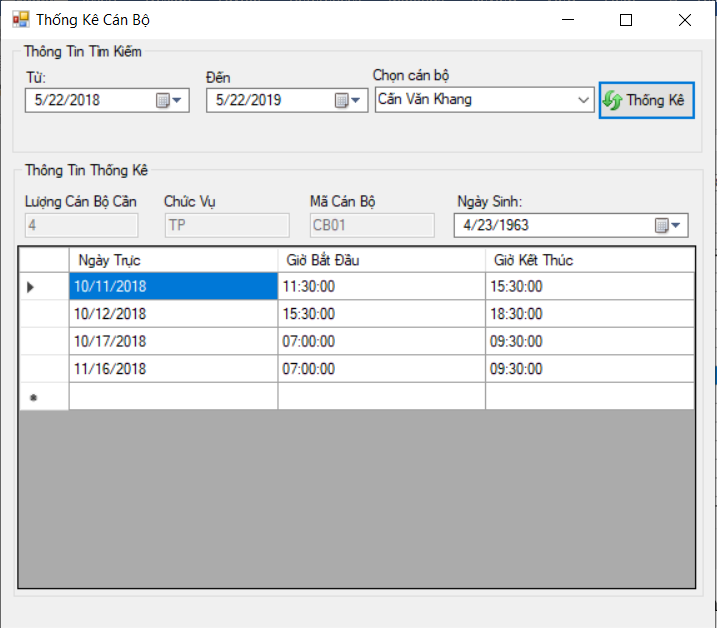 Thống Kê Cán Bộ
Thông Tin Tìm Kiếm
Từ: Đến Chọn cán bộ
5/22/2018 5/22/2019 Cấn Văn Khang Thống Kê
Thông Tin Thống Kê
Lượng Cán Bộ Cần Chức Vụ Mã Cán Bộ Ngày Sinh:
4 TP CB01 4/23/1963
Ngày Trực Giờ Bắt Đầu Giờ Kết Thúc
10/11/2018 11:30:00 15:30:00
10/12/2018 15:30:00 18:30:00
10/17/2018 07:00:00 09:30:00
11/16/2018 07:00:00 09:30:00